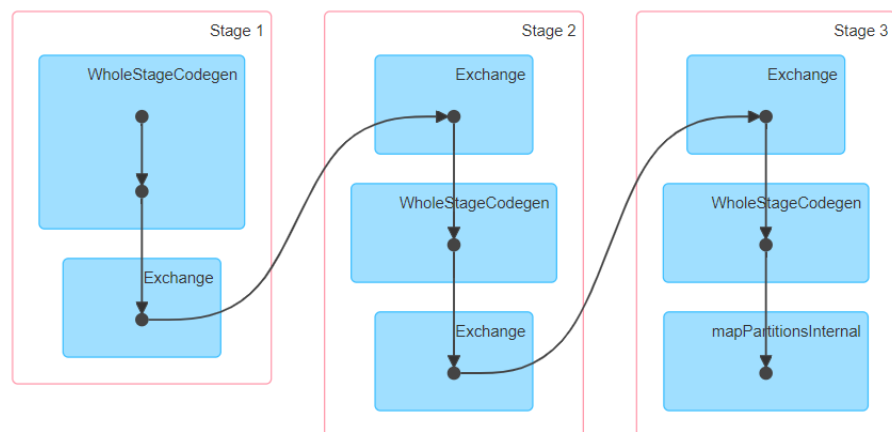 Stage 1
WholeStageCodegen
Exchange
Stage 2
Exchange
WholeStageCodegen
Exchange
Stage 3
Exchange
WholeStageCodegen
mapPartitionsInternal